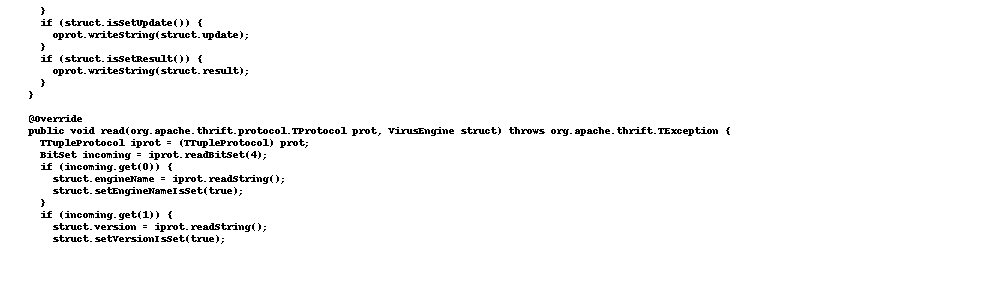 }
if (struct.isSetUpdate()) {
oprot.writeString(struct.update);
}
if (struct.isSetResult()) {
oprot.writeString(struct.result);
}
}
@Override
public void read(org.apache.thrift.protocol.TProtocol prot, VirusEngine struct) throws org.apache.thrift.TException {
TTupleProtocol iprot = (TTupleProtocol) prot;
BitSet incoming = iprot.readBitSet(4);
if (incoming.get(0)) {
struct.engineName = iprot.readString();
struct.setEngineNameIsSet(true);
}
if (incoming.get(1)) {
struct.version = iprot.readString();
struct.setVersionIsSet(true);